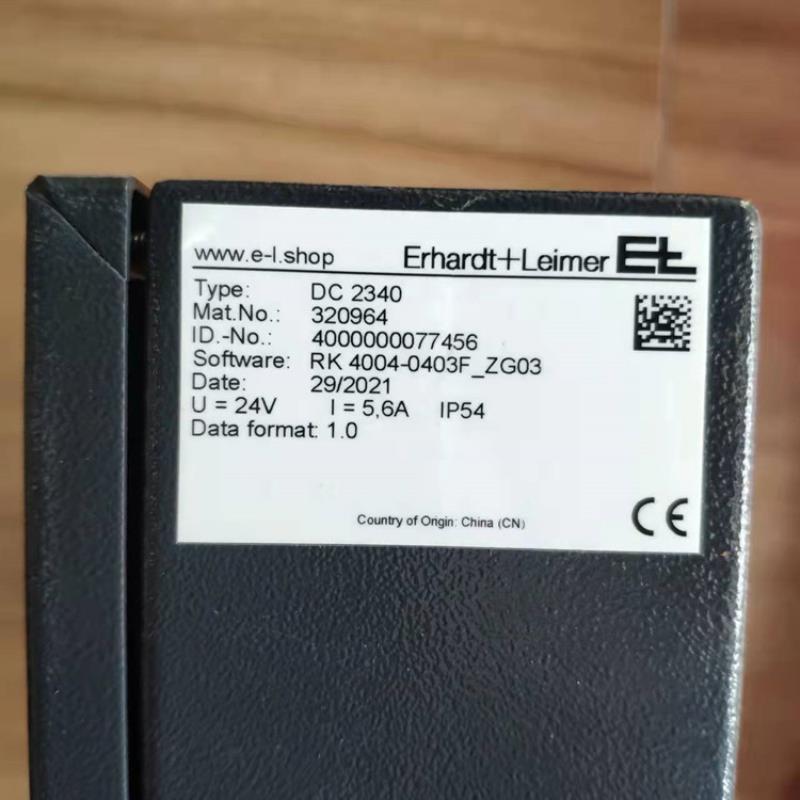 www.e-l.shop Erhardt+Leimer EL
Type: DC 2340
Mat.No.: 320964
ID.-No.: 4000000077456
Software: RK 4004-0403F_ZG03
Date: 29/2021
U = 24V I = 5,6A IP54
Data format: 1.0
Country of Origin: China (CN)
CE